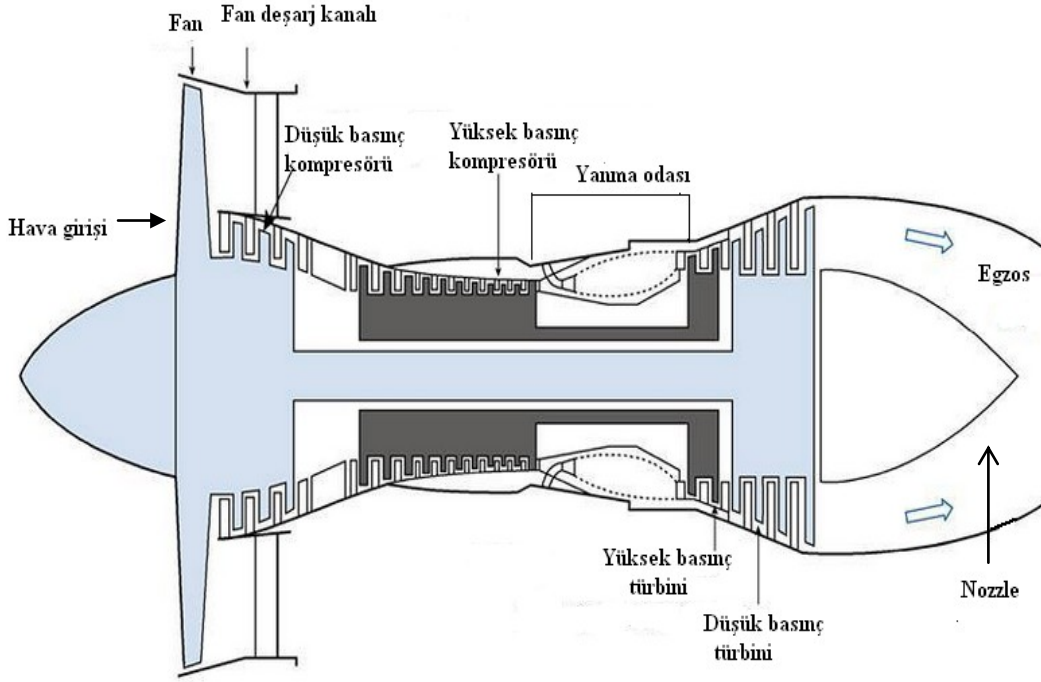 Fan
Fan deşarj kanalı
Düşük basınç
kompresörü
Yüksek basınç
kompresörü
Yanma odası
Hava girişi
Egzos
Yüksek basınç
türbini
Düşük basınç
türbini
Nozzle